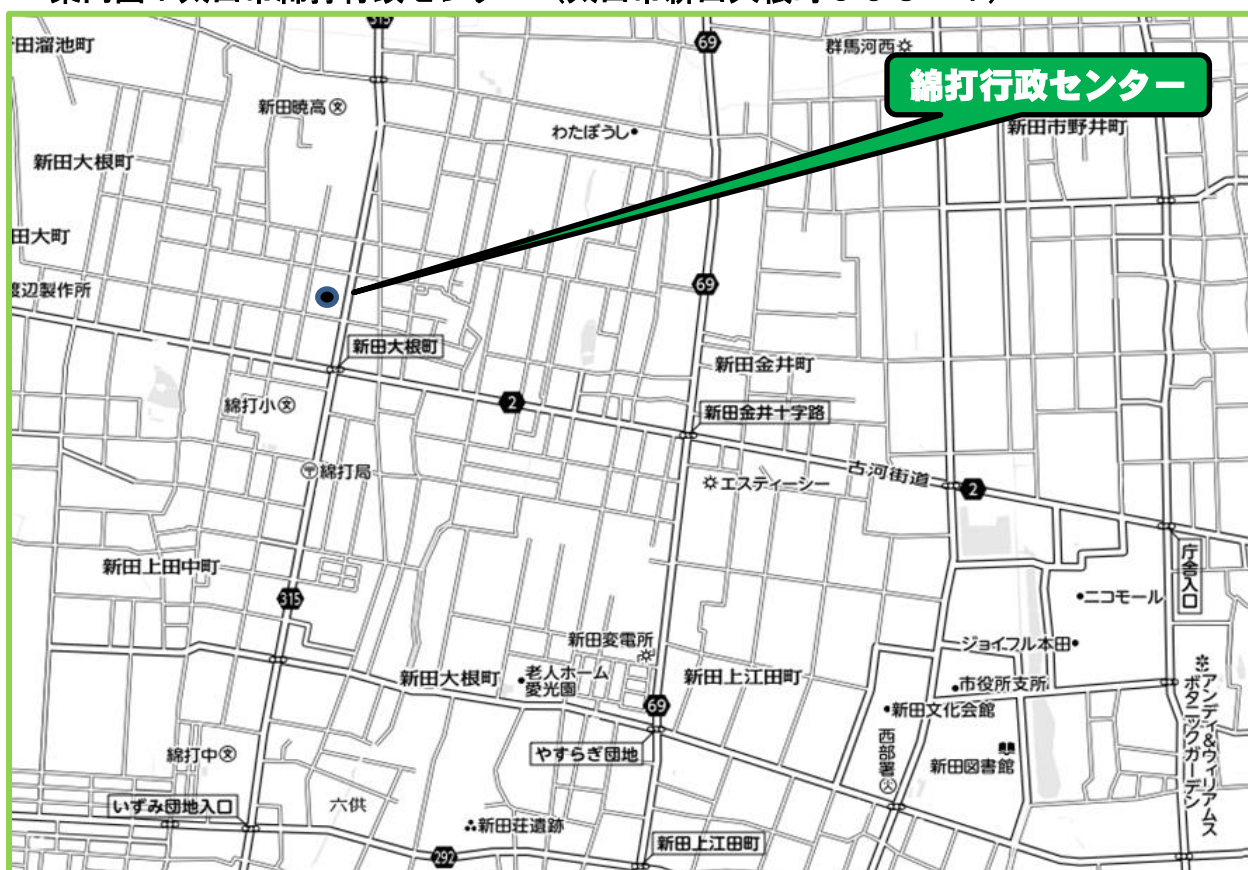 315
田溜池町
69
群馬河西
綿打行政センター
新田暁高
わたぼうし
新田市野井町
新田大根町
田大町
69
渡辺製作所
新田大根町
新田金井町
2
綿打小
新田金井十字路
綿打局
古河街道
エスティーシー
2
庁舎入口
新田上田中町
315
ニコモール
新田変電所
ジョイフル本田
新田大根町
老人ホーム
愛光園
新田上江田町
市役所支所
アンディ&ウィリアムス
ボタニックガーデン
69
新田文化会館
綿打中
やすらぎ団地
西部署
新田図書館
いずみ団地入口
六供
新田荘遺跡
新田上江田町
292